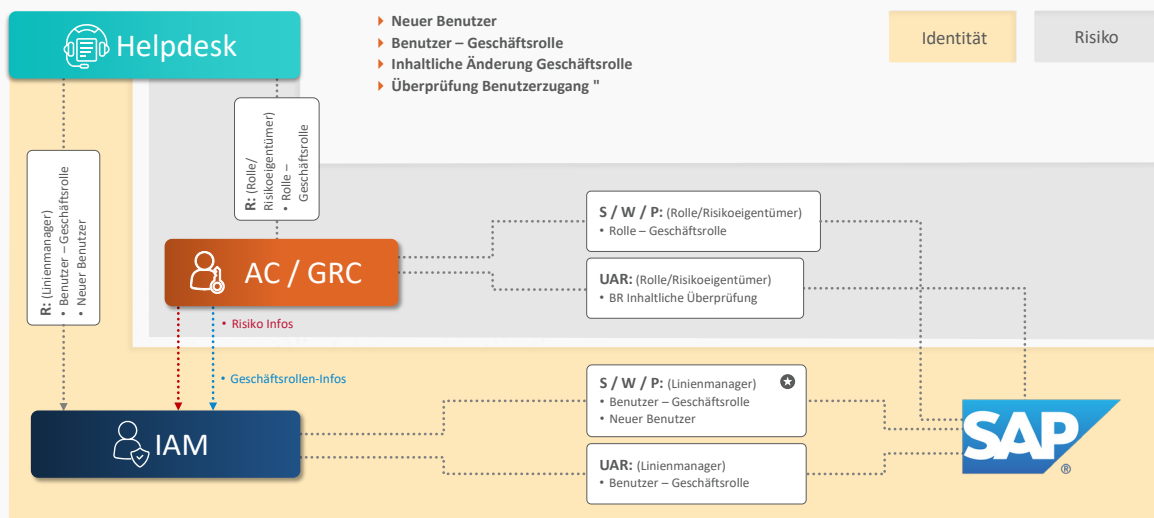 Helpdesk
Neuer Benutzer
Benutzer – Geschäftsrolle
Inhaltliche Änderung Geschäftsrolle
Überprüfung Benutzerzugang "
Identität
Risiko
R: (Linienmanager)
• Benutzer – Geschäftsrolle
• Neuer Benutzer
R: (Rolle/
Risikoeigentümer)
• Rolle –
Geschäftsrolle
S / W / P: (Rolle/Risikoeigentümer)
• Rolle – Geschäftsrolle
AC / GRC
UAR: (Rolle/Risikoeigentümer)
• BR Inhaltliche Überprüfung
• Risiko Infos
• Geschäftsrollen-Infos
S / W / P: (Linienmanager)
• Benutzer – Geschäftsrolle
• Neuer Benutzer
IAM
SAP
®
UAR: (Linienmanager)
• Benutzer – Geschäftsrolle